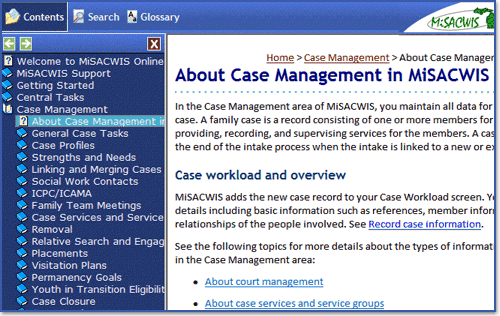 Contents Search Glossary
MiSACWIS
Welcome to MiSACWIS Online
MiSACWIS Support
Getting Started
Central Tasks
Case Management
About Case Management in
General Case Tasks
Case Profiles
Strengths and Needs
Linking and Merging Cases
Social Work Contacts
ICPC/ICAMA
Family Team Meetings
Case Services and Service
Removal
Relative Search and Engag
Placements
Visitation Plans
Permanency Goals
Youth in Transition Eligibilit
Case Closure
Home > Case Management > About Case Manageme
About Case Management in MiSACWIS
In the Case Management area of MiSACWIS, you maintain all data for
case. A family case is a record consisting of one or more members for
providing, recording, and supervising services for the members. A cas
the end of the intake process when the intake is linked to a new or ex
Case workload and overview
MiSACWIS adds the new case record to your Case Workload screen. Y
details including basic information such as references, member inform
relationships of the people involved. See Record case information.
See the following topics for more details about the types of informat
in the Case Management area:
About court management
About case services and service groups